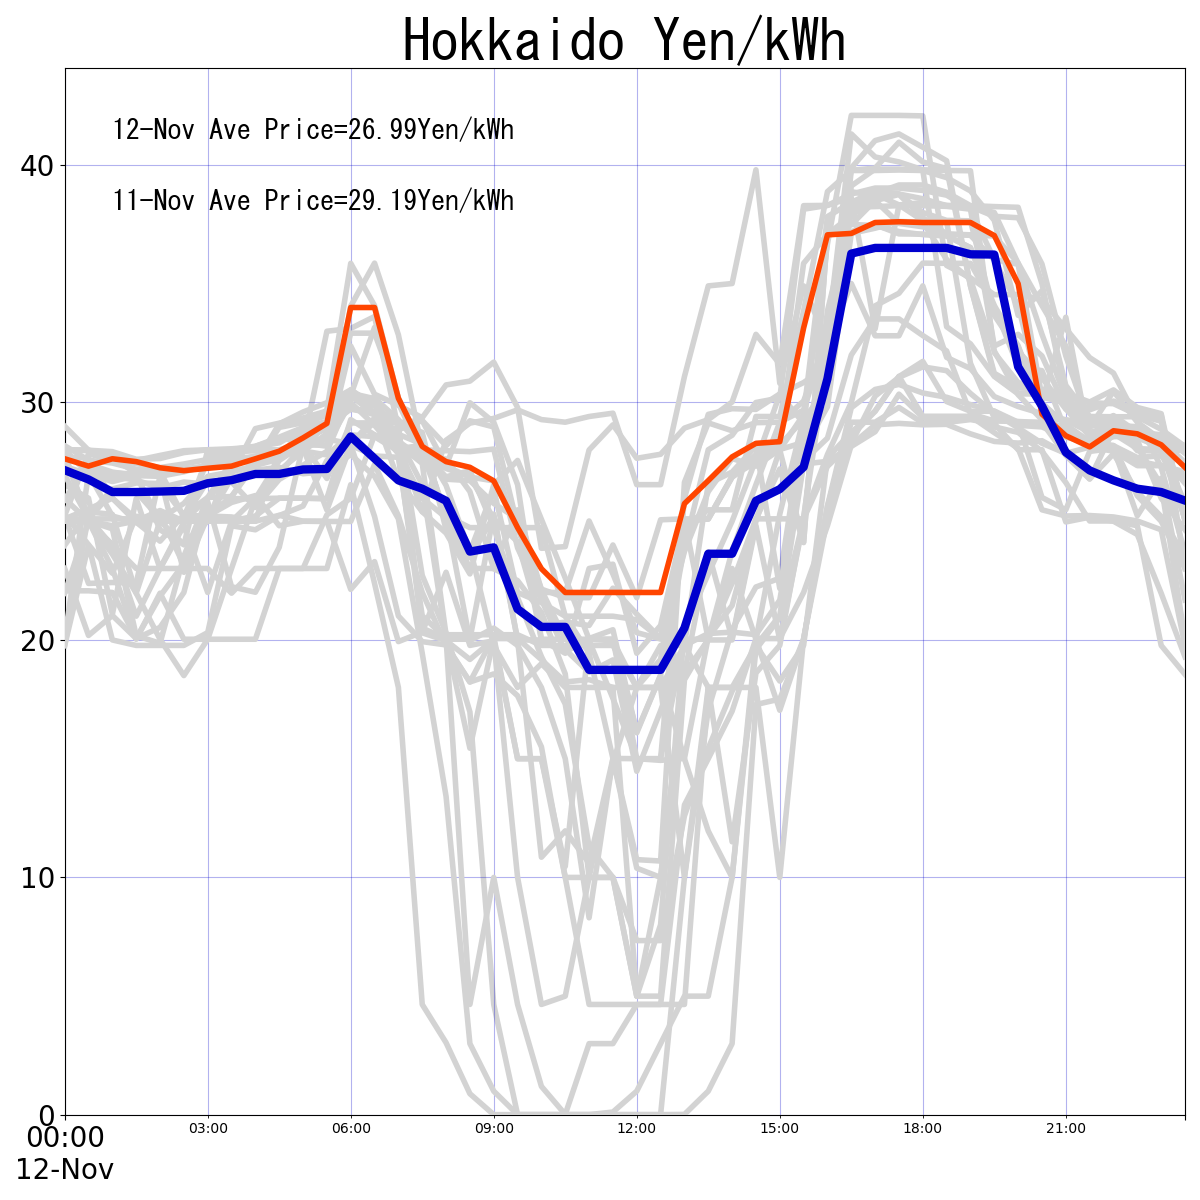 Hokkaido Yen/kWh
12-Nov Ave Price=26.99Yen/kWh
11-Nov Ave Price=29.19Yen/kWh
40
30
20
10
0
00:00 03:00 06:00 09:00 12:00 15:00 18:00 21:00
12-Nov